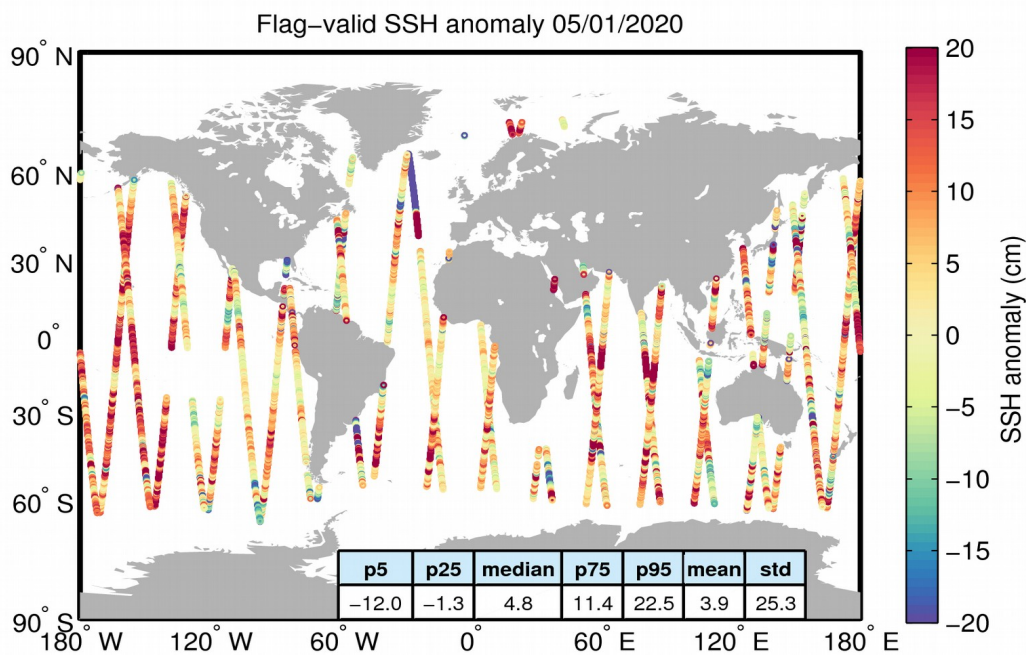 Flag−valid SSH anomaly 05/01/2020
90° N
60° N
30° N
0°
30° S
60° S
90° S
180° W
120° W
60° W
0°
60° E
120° E
180° E
p5 p25 median p75 p95 mean std
−12.0 −1.3 4.8 11.4 22.5 3.9 25.3
20
15
10
5
0
−5
−10
−15
−20
SSH anomaly (cm)